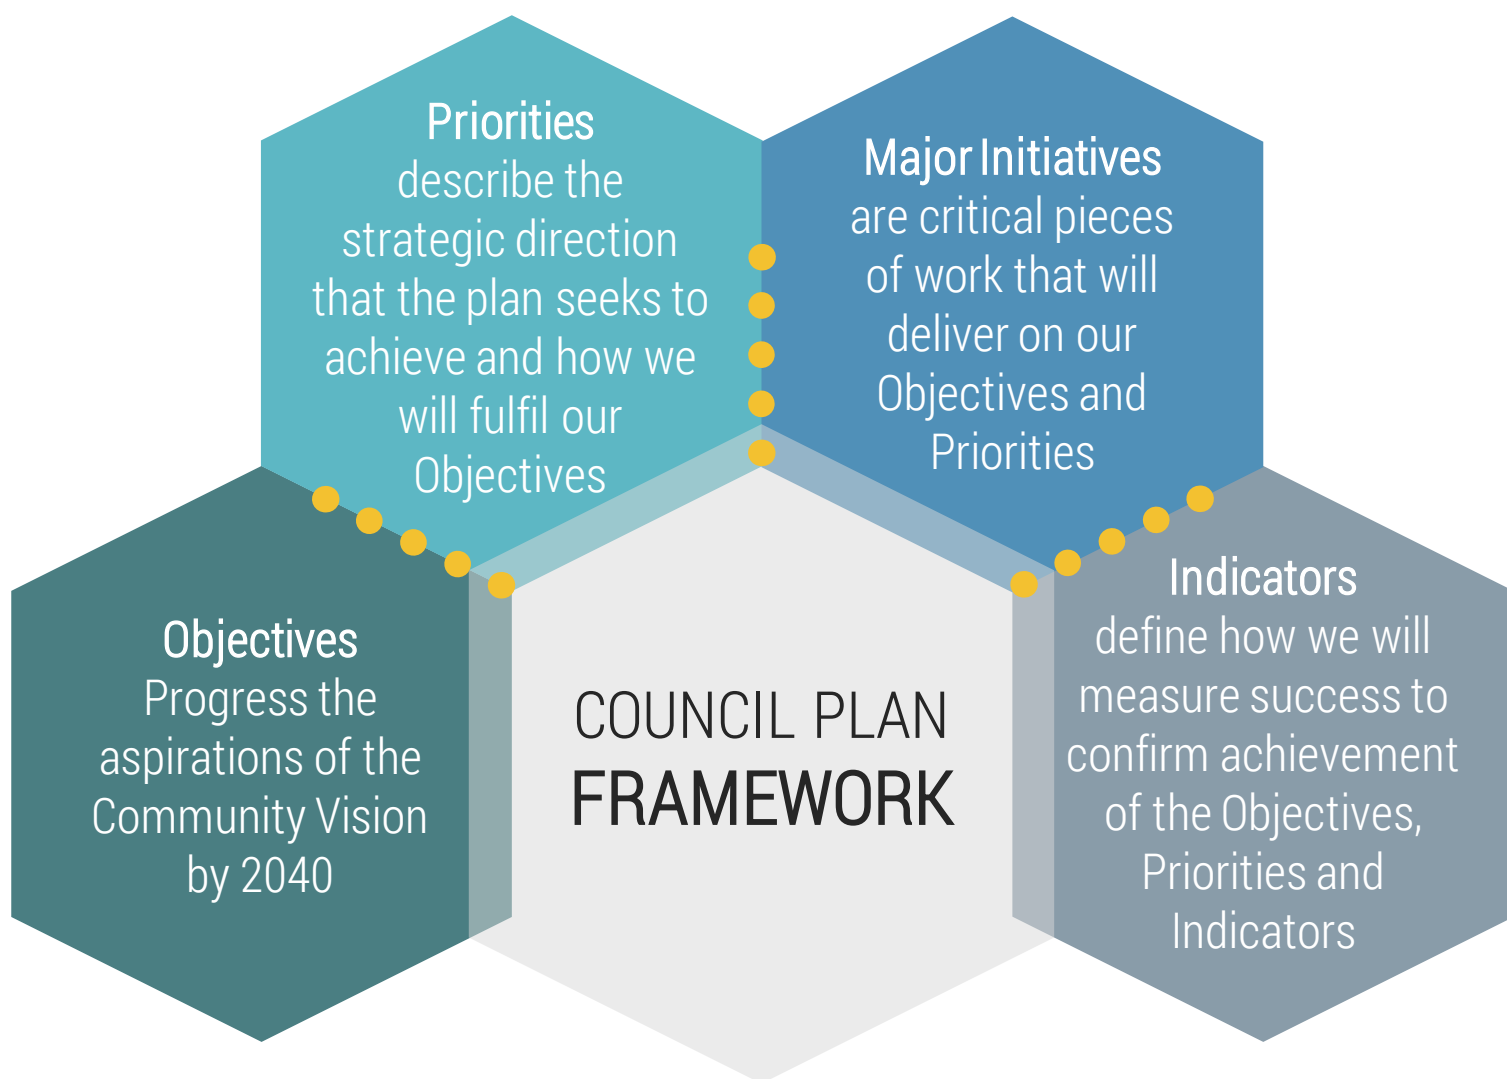 Priorities
describe the
strategic direction
that the plan seeks to
achieve and how we
will fulfil our
Objectives
Major Initiatives
are critical pieces
of work that will
deliver on our
Objectives and
Priorities
Objectives
Progress the
aspirations of the
Community Vision
by 2040
COUNCIL PLAN
FRAMEWORK
Indicators
define how we will
measure success to
confirm achievement
of the Objectives,
Priorities and
Indicators